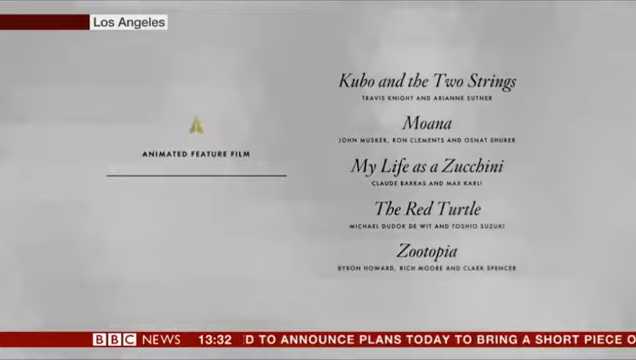 Los Angeles
ANIMATED FEATURE FILM
Kubo and the Two Strings
TRAVIS KNIGHT AND ARIANNE SUTNER
Moana
JOHN MUSKER, RON CLEMENTS AND OSNAT SHURER
My Life as a Zucchini
CLAUDE BARRAS AND MAX KARLI
The Red Turtle
MICHAEL DUDOK DE WIT AND TOSHIO SUZUKI
Zootopia
BYRON HOWARD, RICH MOORE AND CLARK SPENCER
BBC NEWS 13:32 D TO ANNOUNCE PLANS TODAY TO BRING A SHORT PIECE O